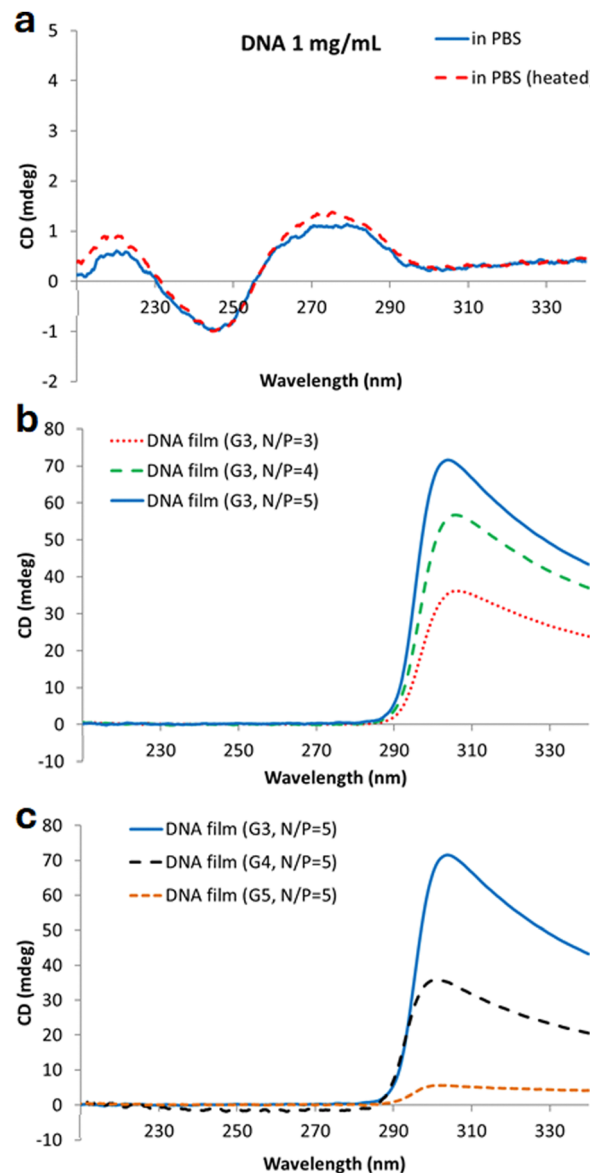 a
DNA 1 mg/mL
in PBS
in PBS (heated
5
4
3
2
1
0
-1
-2
CD (mdeg)
230 250 270 290 310 330
Wavelength (nm)
b
DNA film (G3, N/P=3)
DNA film (G3, N/P=4)
DNA film (G3, N/P=5)
80
70
60
50
40
30
20
10
0
-10
CD (mdeg)
230 250 270 290 310 330
Wavelength (nm)
c
DNA film (G3, N/P=5)
DNA film (G4, N/P=5)
DNA film (G5, N/P=5)
80
70
60
50
40
30
20
10
0
-10
CD (mdeg)
230 250 270 290 310 330
Wavelength (nm)